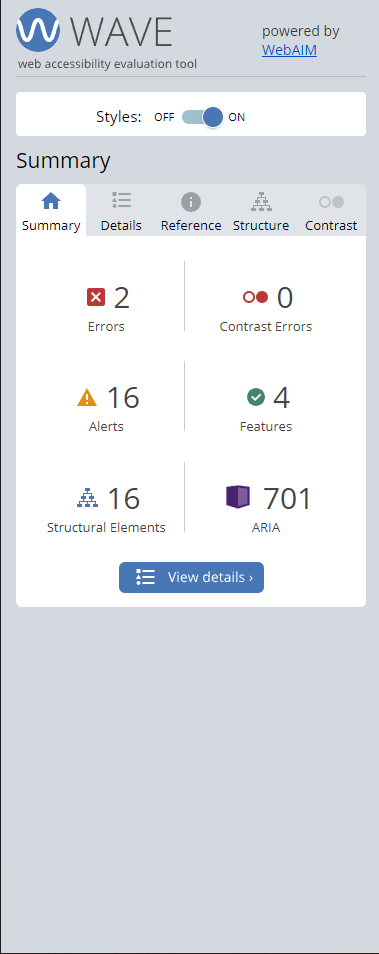 WAVE
powered by
WebAIM
web accessibility evaluation tool
Styles: OFF ON
Summary
Summary Details Reference Structure Contrast
2 0
Errors Contrast Errors
16 4
Alerts Features
16 701
Structural Elements ARIA
View details ›